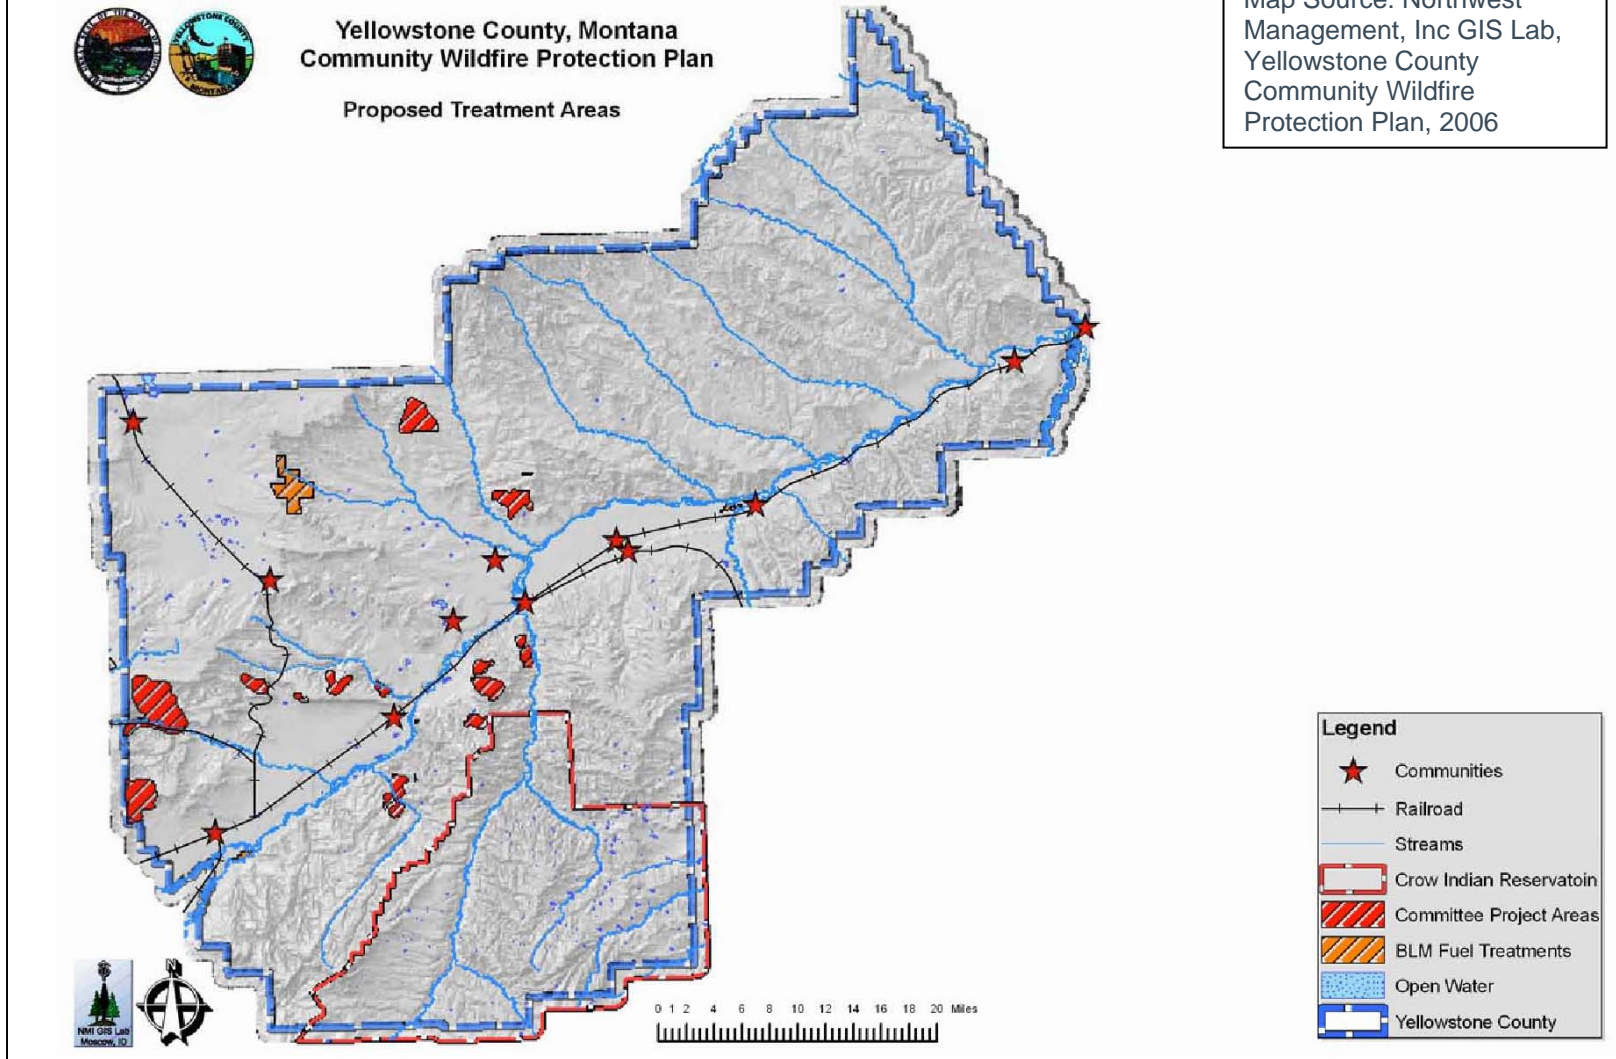 Yellowstone County, Montana
Community Wildfire Protection Plan
Proposed Treatment Areas
Map Source: Northwest
Management, Inc GIS Lab,
Yellowstone County
Community Wildfire
Protection Plan, 2006
Legend
Communities
Railroad
Streams
Crow Indian Reservatoin
Committee Project Areas
BLM Fuel Treatments
Open Water
Yellowstone County
N
NMI GIS Lab
Moscow, ID
0 1 2 4 6 8 10 12 14 16 18 20 Miles
YELLOWSTONE COUNTY
MONTANA